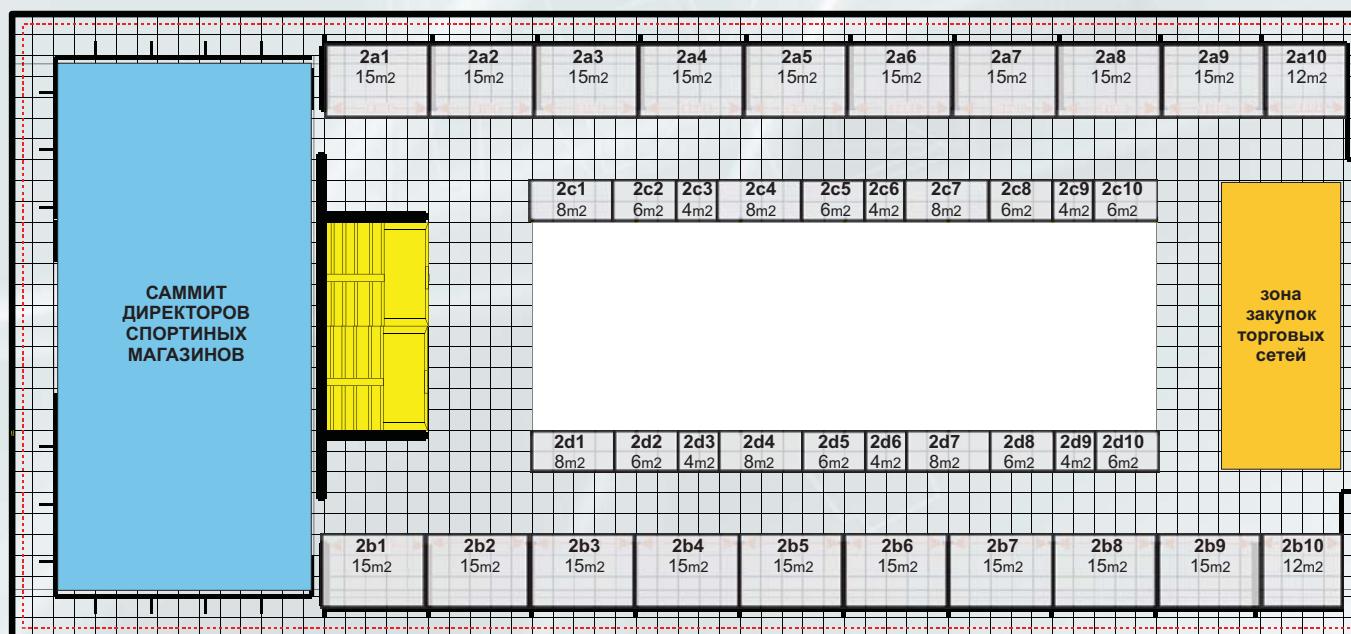 2a1 2a2 2a3 2a4 2a5 2a6 2a7 2a8 2a9 2a10
15m2 15m2 15m2 15m2 15m2 15m2 15m2 15m2 15m2 12m2
2c1 2c2 2c3 2c4 2c5 2c6 2c7 2c8 2c9 2c10
8m2 6m2 4m2 8m2 6m2 4m2 8m2 6m2 4m2 6m2
САММИТ
ДИРЕКТОРОВ
СПОРТИНЫХ
МАГАЗИНОВ
зона
закупок
торговых
сетей
2d1 2d2 2d3 2d4 2d5 2d6 2d7 2d8 2d9 2d10
8m2 6m2 4m2 8m2 6m2 4m2 8m2 6m2 4m2 6m2
2b1 2b2 2b3 2b4 2b5 2b6 2b7 2b8 2b9 2b10
15m2 15m2 15m2 15m2 15m2 15m2 15m2 15m2 15m2 12m2